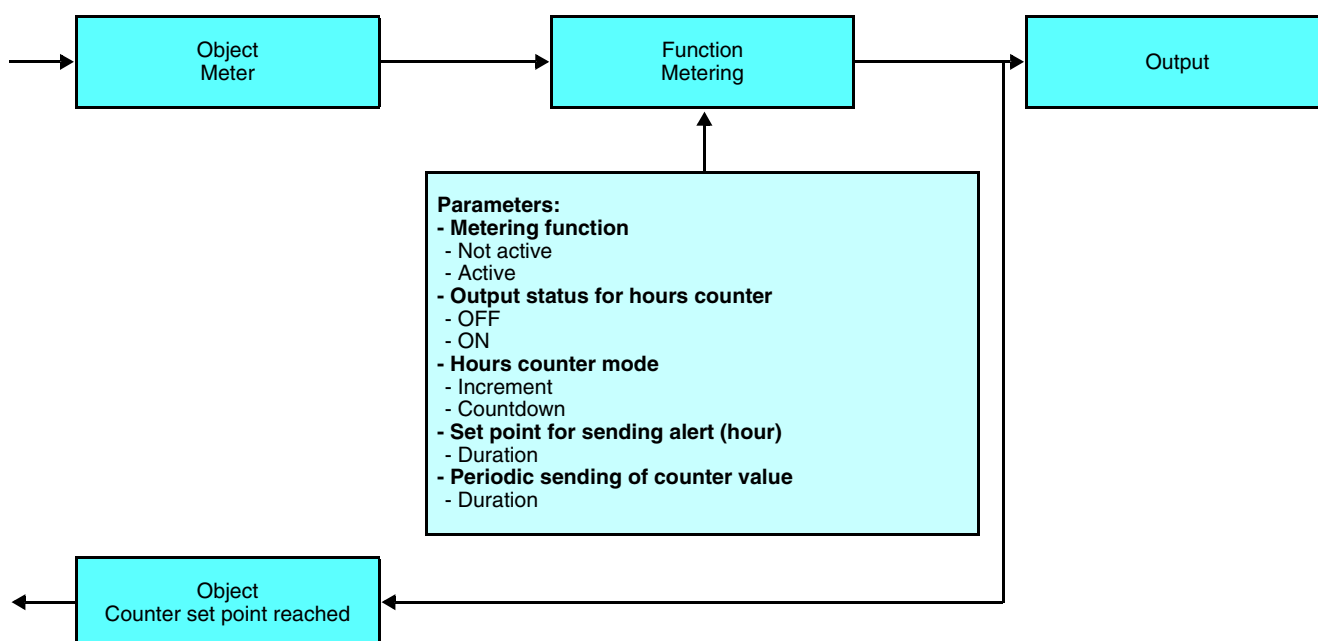 Object
Meter
Function
Metering
Output
Parameters:
- Metering function
- Not active
- Active
- Output status for hours counter
- OFF
- ON
- Hours counter mode
- Increment
- Countdown
- Set point for sending alert (hour)
- Duration
- Periodic sending of counter value
- Duration
Object
Counter set point reached